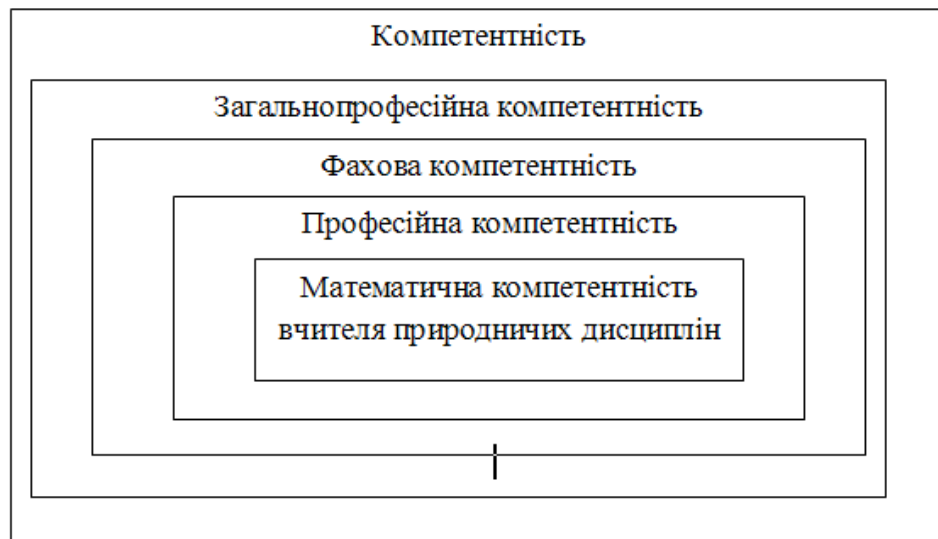 Компетентність
Загальнопрофесійна компетентність
Фахова компетентність
Професійна компетентність
Математична компетентність
вчителя природничих дисциплін